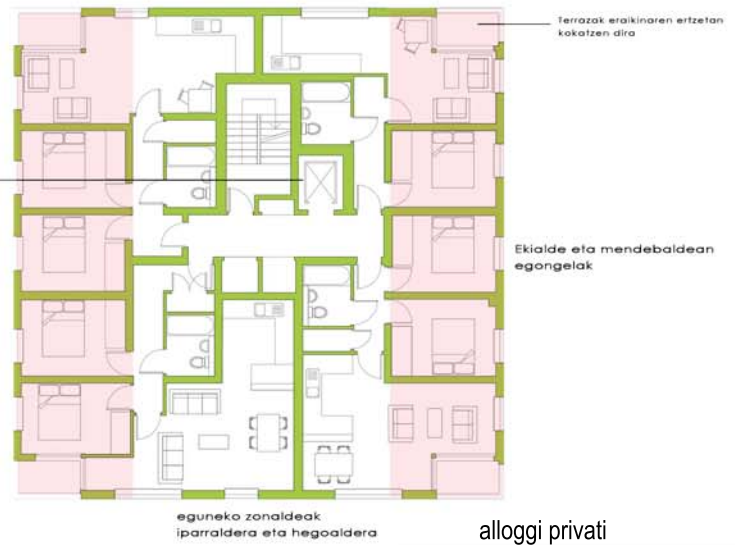 Terrazak eraikinaren ertzetan
kokatzen dira
Ekialde eta mendebaldean
egongelak
eguneko zonaldeak
iparraldera eta hegoaldera
alloggi privati